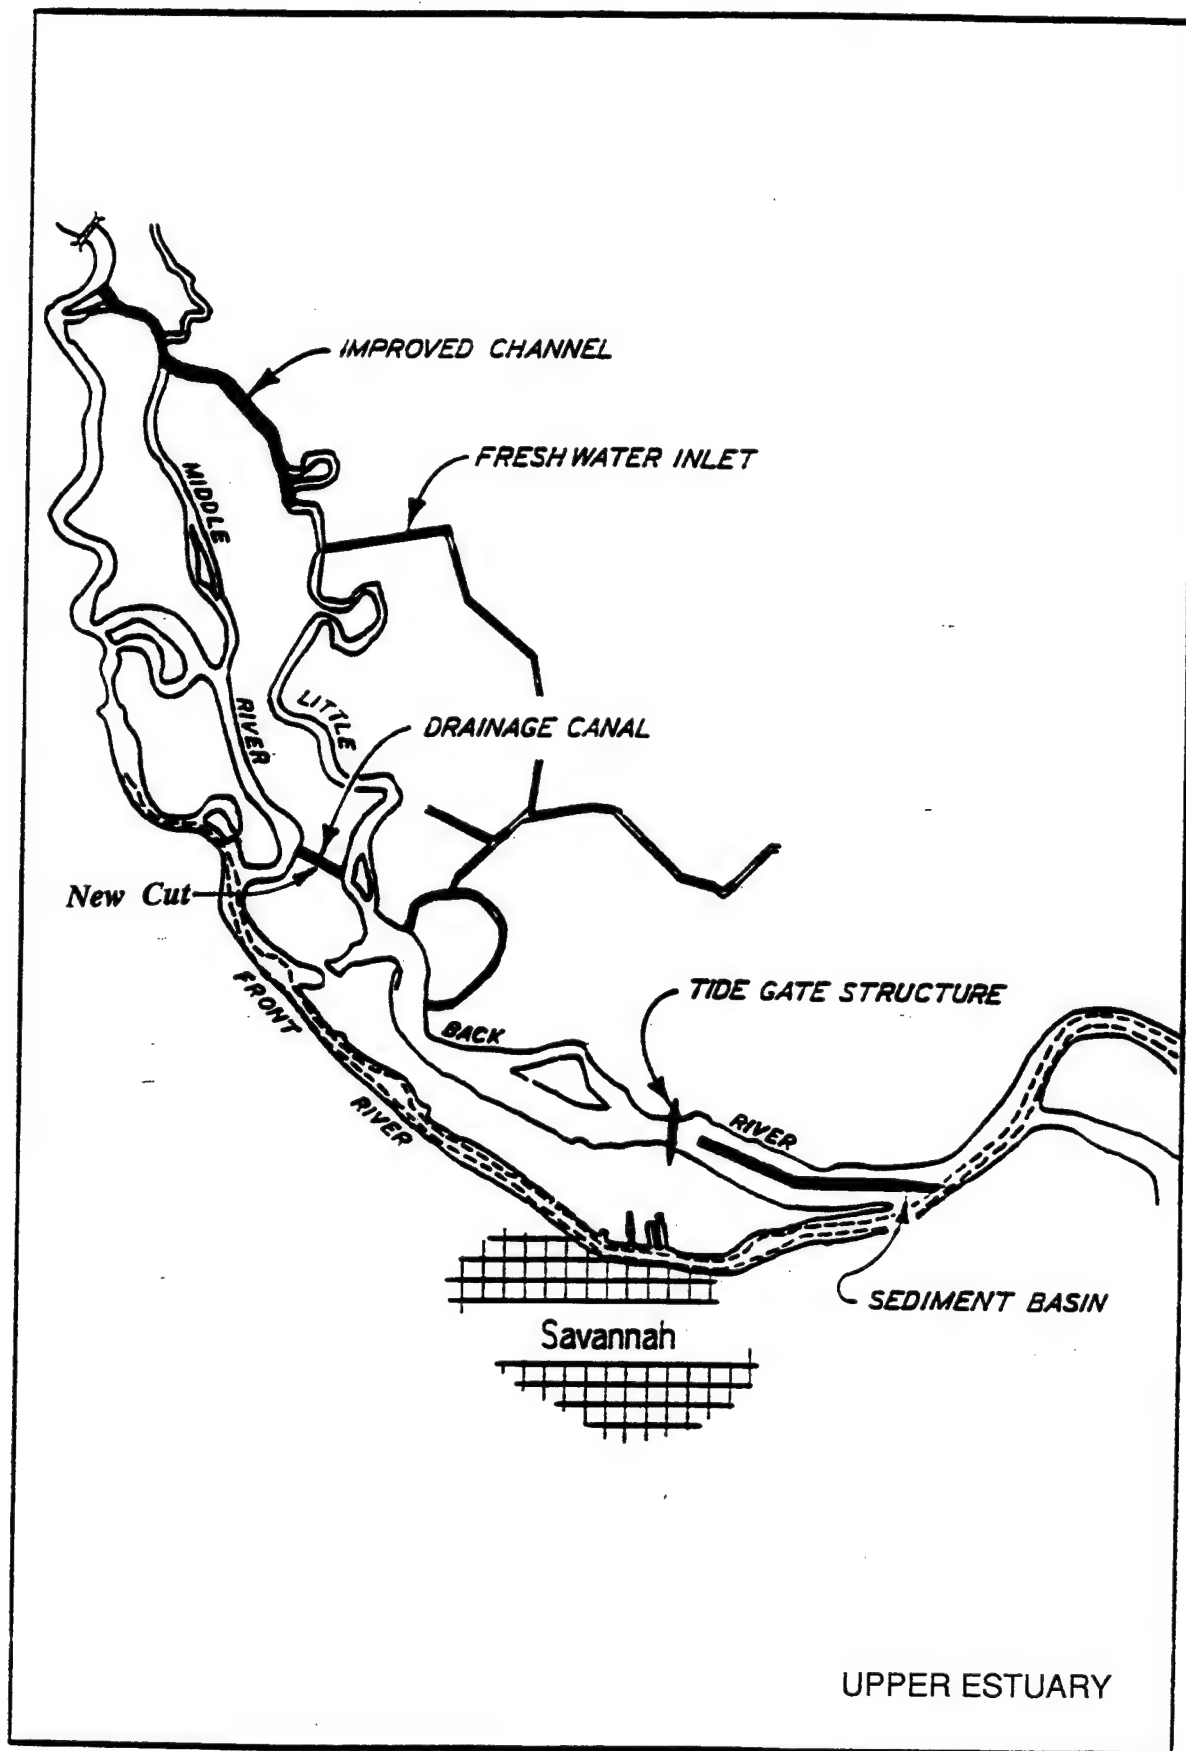 IMPROVED CHANNEL
FRESHWATER INLET
MIDDLE
RIVER
LITTLE
DRAINAGE CANAL
New Cut
FRONT
RIVER
BACK
RIVER
TIDE GATE STRUCTURE
SEDIMENT BASIN
Savannah
UPPER ESTUARY